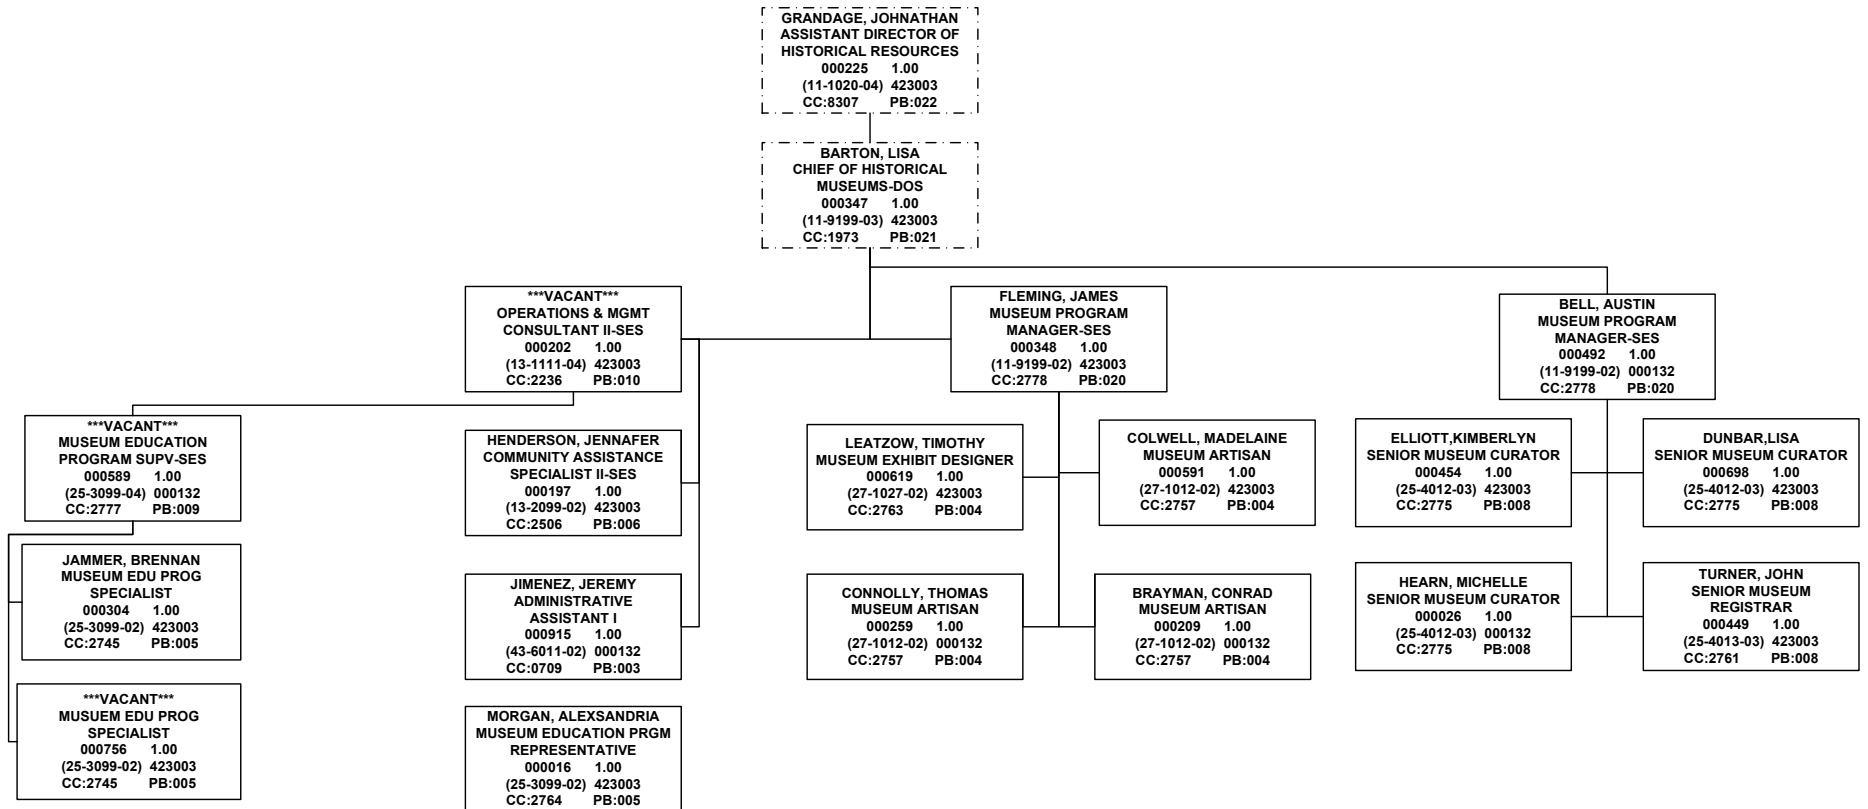 GRANDAGE, JOHNATHAN
ASSISTANT DIRECTOR OF
HISTORICAL RESOURCES
000225 1.00
(11-1020-04) 423003
CC:8307 PB:022
BARTON, LISA
CHIEF OF HISTORICAL
MUSEUMS-DOS
000347 1.00
(11-9199-03) 423003
CC:1973 PB:021
***VACANT***
OPERATIONS & MGMT
CONSULTANT II-SES
000202 1.00
(13-1111-04) 423003
CC:2236 PB:010
FLEMING, JAMES
MUSEUM PROGRAM
MANAGER-SES
000348 1.00
(11-9199-02) 423003
CC:2778 PB:020
BELL, AUSTIN
MUSEUM PROGRAM
MANAGER-SES
000492 1.00
(11-9199-02) 000132
CC:2778 PB:020
***VACANT***
MUSEUM EDUCATION
PROGRAM SUPV-SES
000589 1.00
(25-3099-04) 000132
CC:2777 PB:009
HENDERSON, JENNAFER
COMMUNITY ASSISTANCE
SPECIALIST II-SES
000197 1.00
(13-2099-02) 423003
CC:2506 PB:006
LEATZOW, TIMOTHY
MUSEUM EXHIBIT DESIGNER
000619 1.00
(27-1027-02) 423003
CC:2763 PB:004
COLWELL, MADELAINE
MUSEUM ARTISAN
000591 1.00
(27-1012-02) 423003
CC:2757 PB:004
ELLIOTT,KIMBERLYN
SENIOR MUSEUM CURATOR
000454 1.00
(25-4012-03) 423003
CC:2775 PB:008
DUNBAR,LISA
SENIOR MUSEUM CURATOR
000698 1.00
(25-4012-03) 423003
CC:2775 PB:008
JAMMER, BRENNAN
MUSEUM EDU PROG
SPECIALIST
000304 1.00
(25-3099-02) 423003
CC:2745 PB:005
JIMENEZ, JEREMY
ADMINISTRATIVE
ASSISTANT I
000915 1.00
(43-6011-02) 000132
CC:0709 PB:003
CONNOLLY, THOMAS
MUSEUM ARTISAN
000259 1.00
(27-1012-02) 000132
CC:2757 PB:004
BRAYMAN, CONRAD
MUSEUM ARTISAN
000209 1.00
(27-1012-02) 000132
CC:2757 PB:004
HEARN, MICHELLE
SENIOR MUSEUM CURATOR
000026 1.00
(25-4012-03) 000132
CC:2775 PB:008
TURNER, JOHN
SENIOR MUSEUM
REGISTRAR
000449 1.00
(25-4013-03) 423003
CC:2761 PB:008
***VACANT***
MUSUEM EDU PROG
SPECIALIST
000756 1.00
(25-3099-02) 423003
CC:2745 PB:005
MORGAN, ALEXSANDRIA
MUSEUM EDUCATION PRGM
REPRESENTATIVE
000016 1.00
(25-3099-02) 423003
CC:2764 PB:005